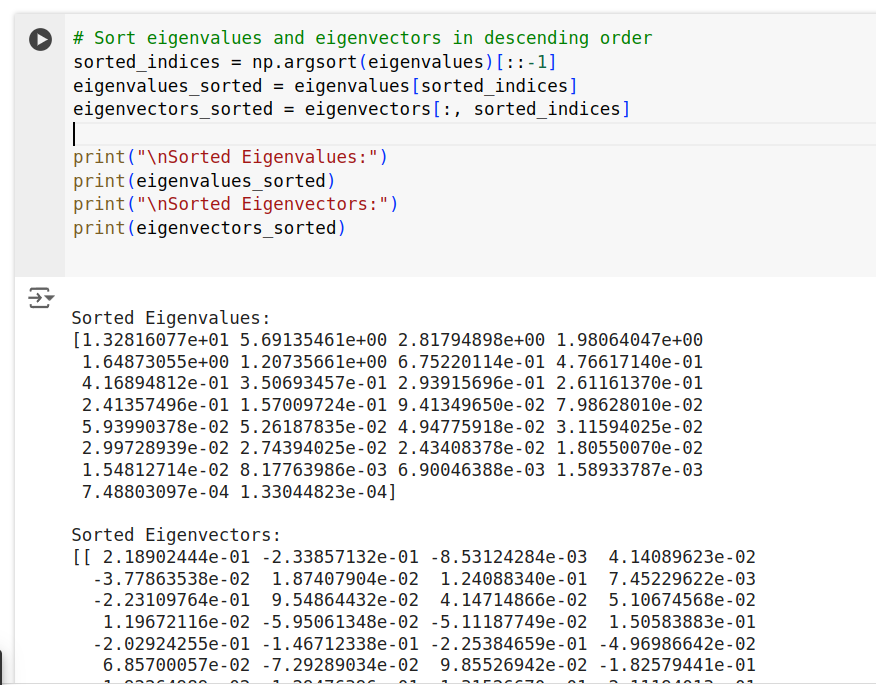 # Sort eigenvalues and eigenvectors in descending order
sorted_indices = np.argsort(eigenvalues)[::-1]
eigenvalues_sorted = eigenvalues[sorted_indices]
eigenvectors_sorted = eigenvectors[:, sorted_indices]
print("\nSorted Eigenvalues:")
print(eigenvalues_sorted)
print("\nSorted Eigenvectors:")
print(eigenvectors_sorted)
Sorted Eigenvalues:
[1.32816077e+01 5.69135461e+00 2.81794898e+00 1.98064047e+00
1.64873055e+00 1.20735661e+00 6.75220114e-01 4.76617140e-01
4.16894812e-01 3.50693457e-01 2.93915696e-01 2.61161370e-01
2.41357496e-01 1.57009724e-01 9.41349650e-02 7.98628010e-02
5.93990378e-02 5.26187835e-02 4.94775918e-02 3.11594025e-02
2.99728939e-02 2.74394025e-02 2.43408378e-02 1.80550070e-02
1.54812714e-02 8.17763986e-03 6.90046388e-03 1.58933787e-03
7.48803097e-04 1.33044823e-04]
Sorted Eigenvectors:
[[ 2.18902444e-01 -2.33857132e-01 -8.53124284e-03 4.14089623e-02
-3.77863538e-02 1.87407904e-02 1.24088340e-01 7.45229622e-03
-2.23109764e-01 9.54864432e-02 4.14714866e-02 5.10674568e-02
1.19672116e-02 -5.95061348e-02 -5.11187749e-02 1.50583883e-01
-2.02924255e-01 -1.46712338e-01 -2.25384659e-01 -4.96986642e-02
6.85700057e-02 -7.29289034e-02 9.85526942e-02 -1.82579441e-01